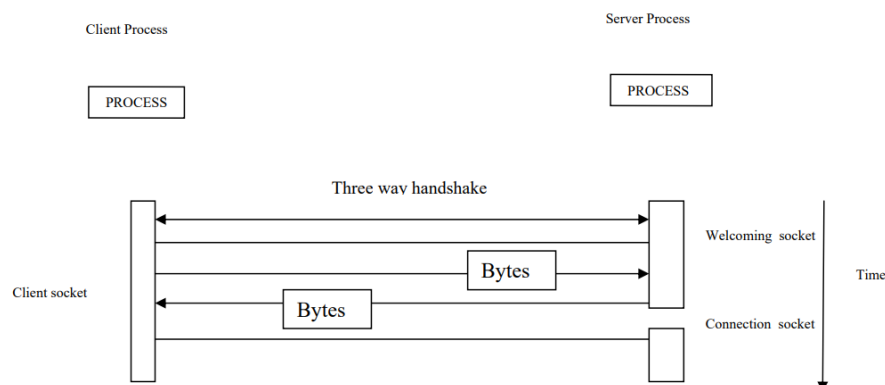 Client Process
Server Process
PROCESS
PROCESS
Three way handshake
Welcoming socket
Bytes
Time
Client socket
Bytes
Connection socket